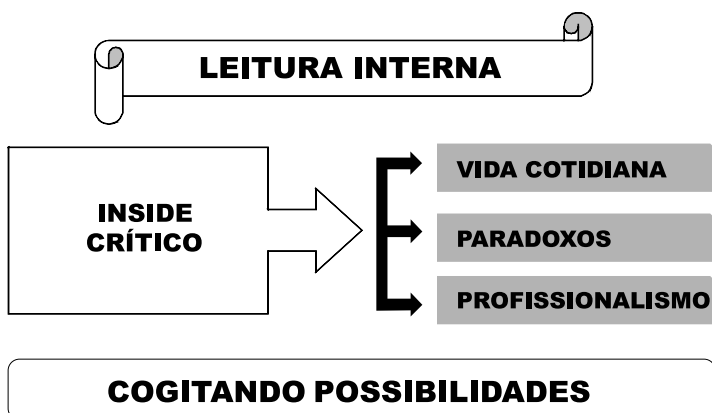 LEITURA INTERNA
INSIDE
CRÍTICO
VIDA COTIDIANA
PARADOXOS
PROFISSIONALISMO
COGITANDO POSSIBILIDADES